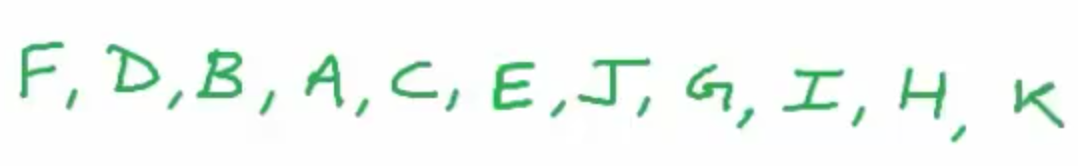 F, D, B, A, C, E, J, G, I, H, K